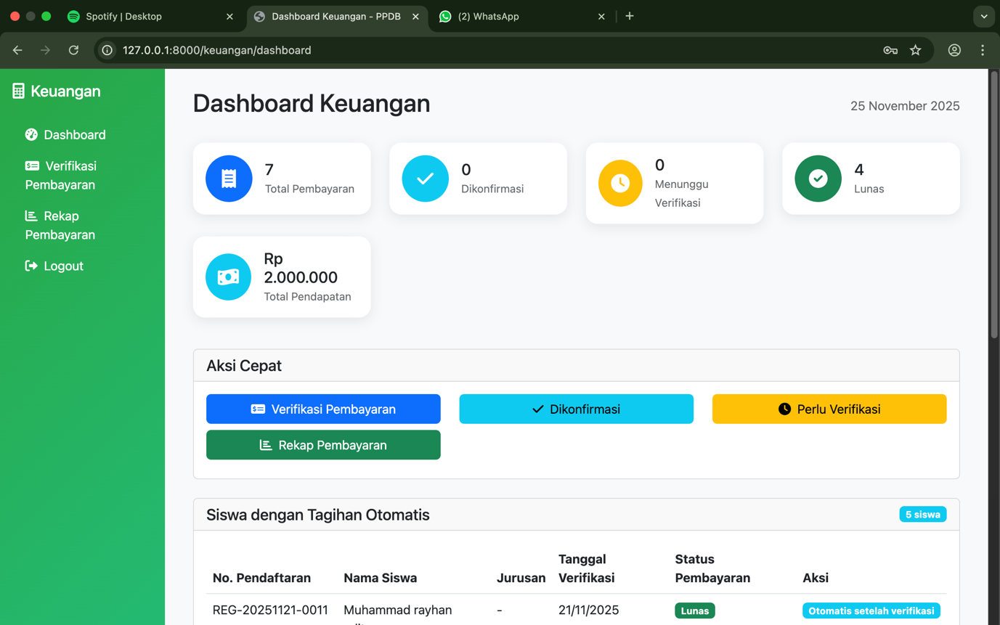 Spotify | Desktop
Dashboard Keuangan - PPDB
(2) WhatsApp
127.0.0.1:8000/keuangan/dashboard
Keuangan
Dashboard
Verifikasi
Pembayaran
Rekap
Pembayaran
Logout
Dashboard Keuangan
25 November 2025
7
Total Pembayaran
0
Dikonfirmasi
0
Menunggu
Verifikasi
4
Lunas
Rp
2.000.000
Total Pendapatan
Aksi Cepat
Verifikasi Pembayaran
Dikonfirmasi
Perlu Verifikasi
Rekap Pembayaran
Siswa dengan Tagihan Otomatis
5 siswa
No. Pendaftaran
Nama Siswa
Jurusan
Tanggal
Verifikasi
Status
Pembayaran
Aksi
REG-20251121-0011
Muhammad rayhan
-
21/11/2025
Lunas
Otomatis setelah verifikasi